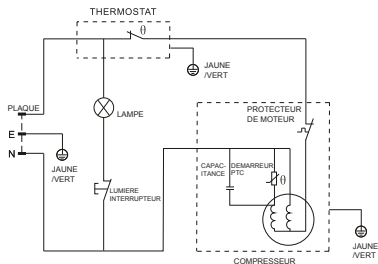 THERMOSTAT
θ
JAUNE
/VERT
PROTECTEUR
DE MOTEUR
PLAQUE
LAMPE
E
N
JAUNE
/VERT
LUMIERE
INTERRUPTEUR
CAPAC-
ITANCE
DEMARREUR
PTC
θ
JAUNE
/VERT
COMPRESSEUR